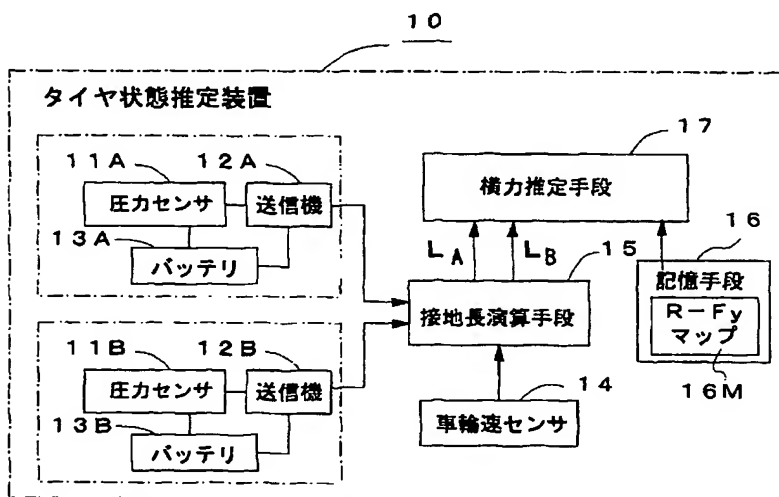 １０
タイヤ状態推定装置
１１Ａ
１２Ａ
圧力センサ
送信機
１３Ａ
バッテリ
１１Ｂ
１２Ｂ
圧力センサ
送信機
１３Ｂ
バッテリ
１７
横力推定手段
ＬＡ
ＬＢ
１５
接地長演算手段
１４
車輪速センサ
１６
記憶手段
Ｒ－Ｆｙ
マップ
１６Ｍ